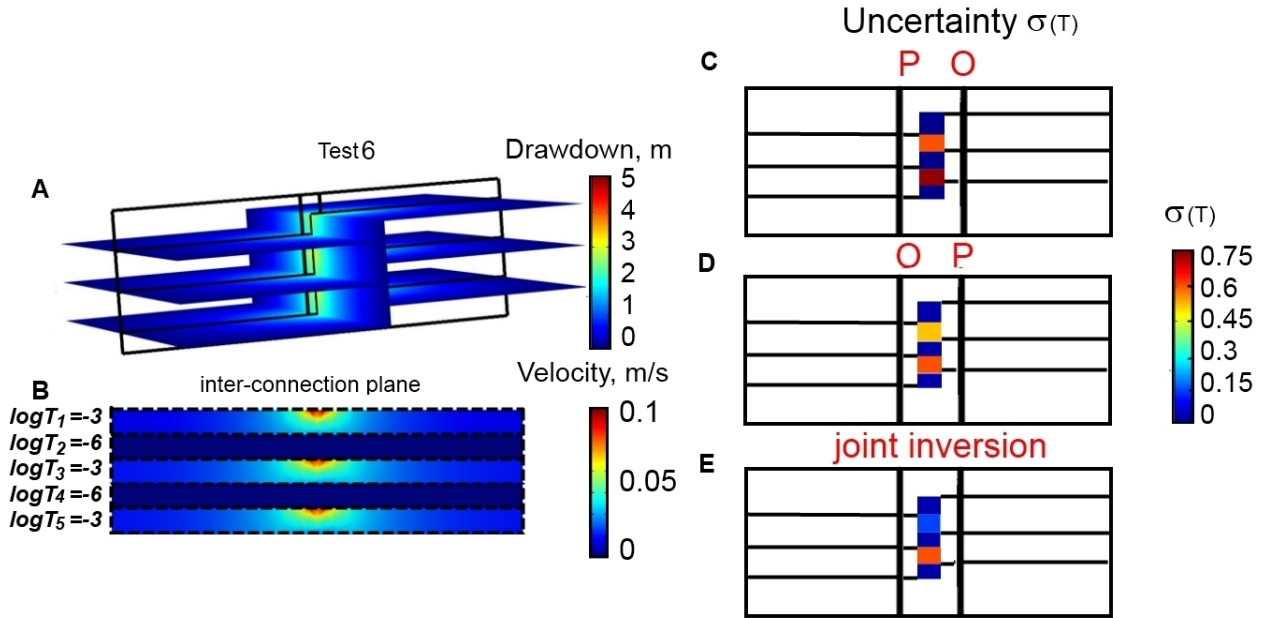 Uncertainty σ(T)
C
P O
A
Test6
Drawdown, m
5
4
3
2
1
0
B
inter-connection plane
Velocity, m/s
logT1=-3
logT2=-6
logT3=-3
logT4=-6
logT5=-3
0.1
0.05
0
D
O P
E
joint inversion
σ(T)
0.75
0.6
0.45
0.3
0.15
0